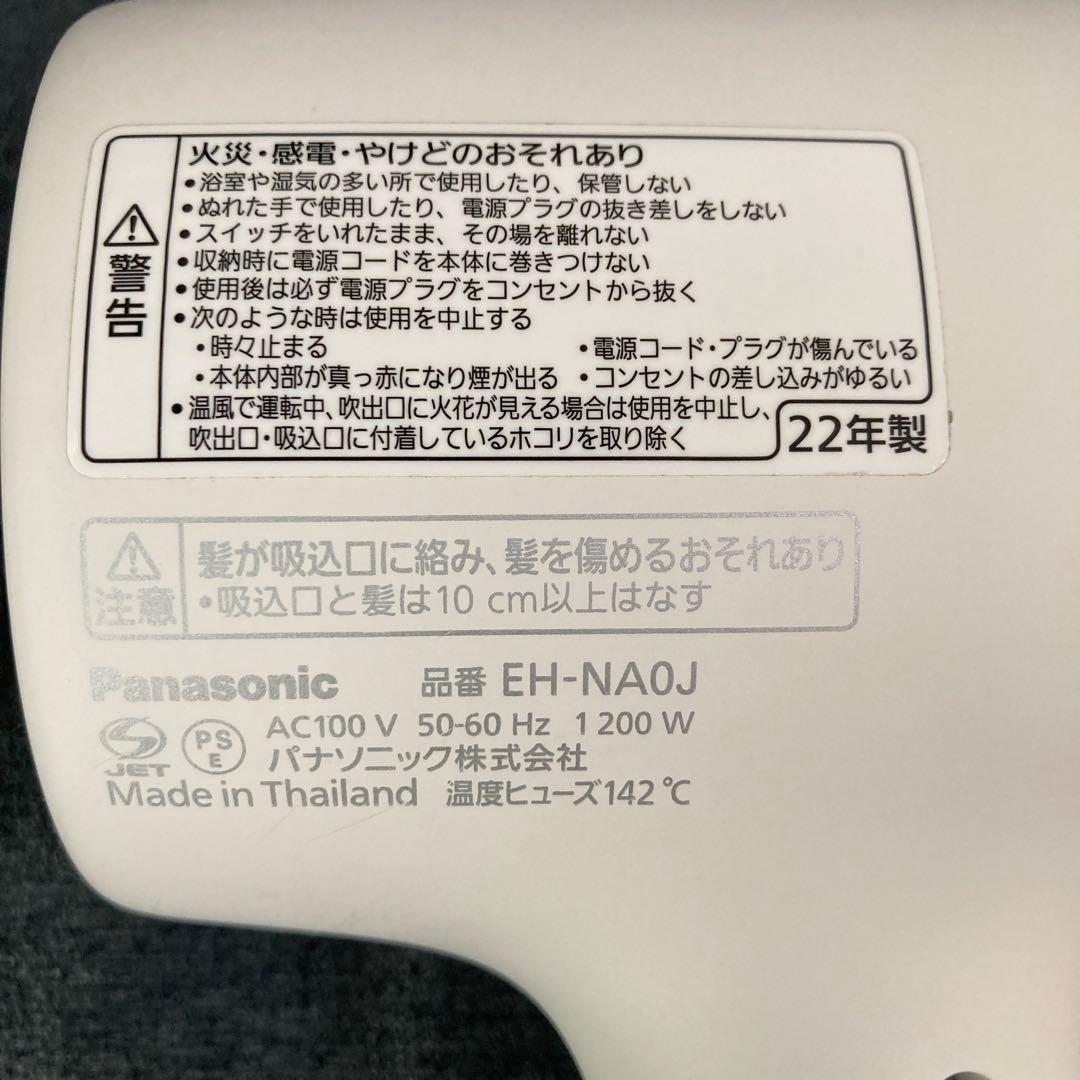 警告
火災・感電・やけどのおそれあり
•浴室や湿気の多い所で使用したり、保管しない
•ぬれた手で使用したり、電源プラグの抜き差しをしない
•スイッチをいれたまま、その場を離れない
•収納時に電源コードを本体に巻きつけない
•使用後は必ず電源プラグをコンセントから抜く
•次のような時は使用を中止する
・時々止まる ・電源コード・プラグが傷んでいる
・本体内部が真っ赤になり煙が出る ・コンセントの差し込みがゆるい
•温風で運転中、吹出口に火花が見える場合は使用を中止し、
吹出口・吸込口に付着しているホコリを取り除く
22年製
注意
髪が吸込口に絡み、髪を傷めるおそれあり
・吸込口と髪は10 cm以上はなす
Panasonic 品番 EH-NA0J
JET PSE AC100 V 50-60 Hz 1 200 W
パナソニック株式会社
Made in Thailand 温度ヒューズ142 ℃